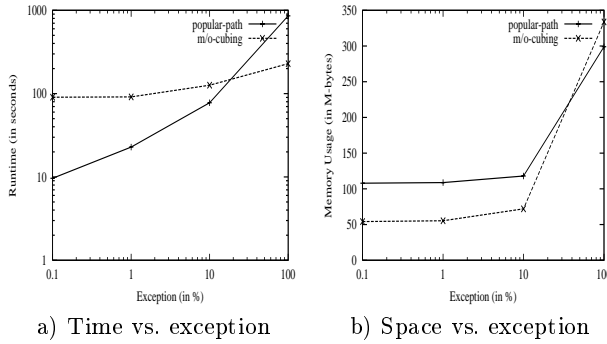 1000
100
10
1
Runtime (in seconds)
popular-path
m/o-cubing
0.1 1 10 100
Exception (in %)
a) Time vs. exception
350
300
250
200
150
100
50
0
Memory Usage (in M-bytes)
popular-path
m/o-cubing
0.1 1 10 100
Exception (in %)
b) Space vs. exception